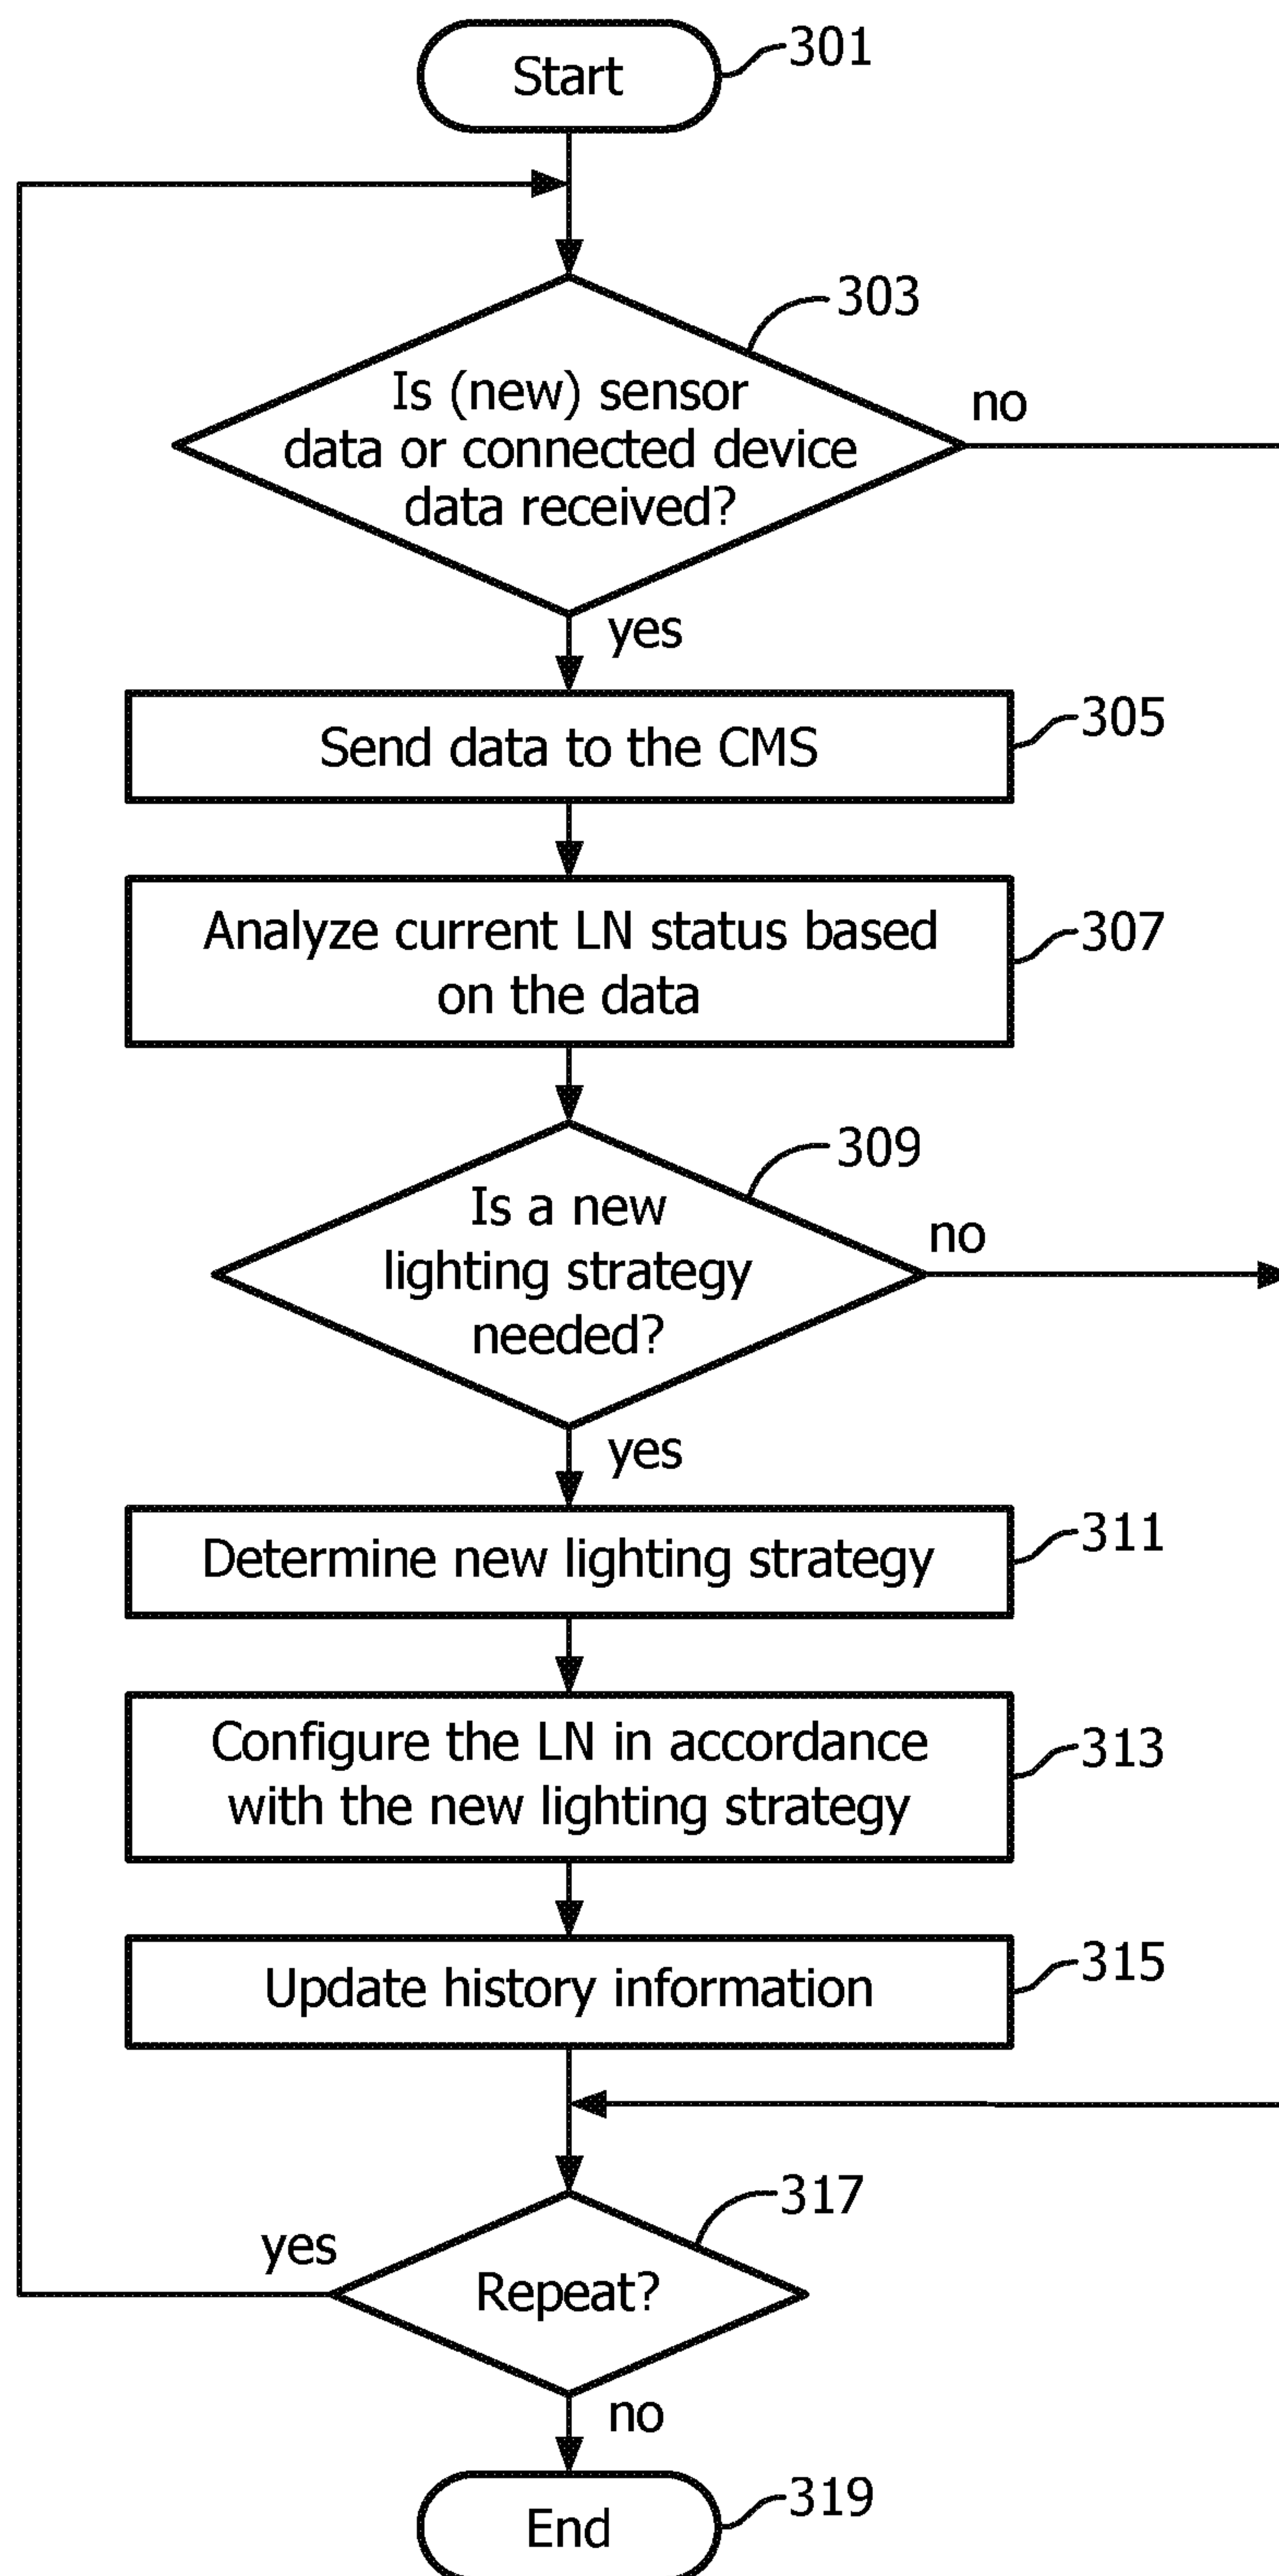 Start
301
303
Is (new) sensor
data or connected device
data received?
no
yes
Send data to the CMS
305
Analyze current LN status based
on the data
307
309
Is a new
lighting strategy
needed?
no
yes
Determine new lighting strategy
311
Configure the LN in accordance
with the new lighting strategy
313
Update history information
315
317
yes
Repeat?
no
End
319